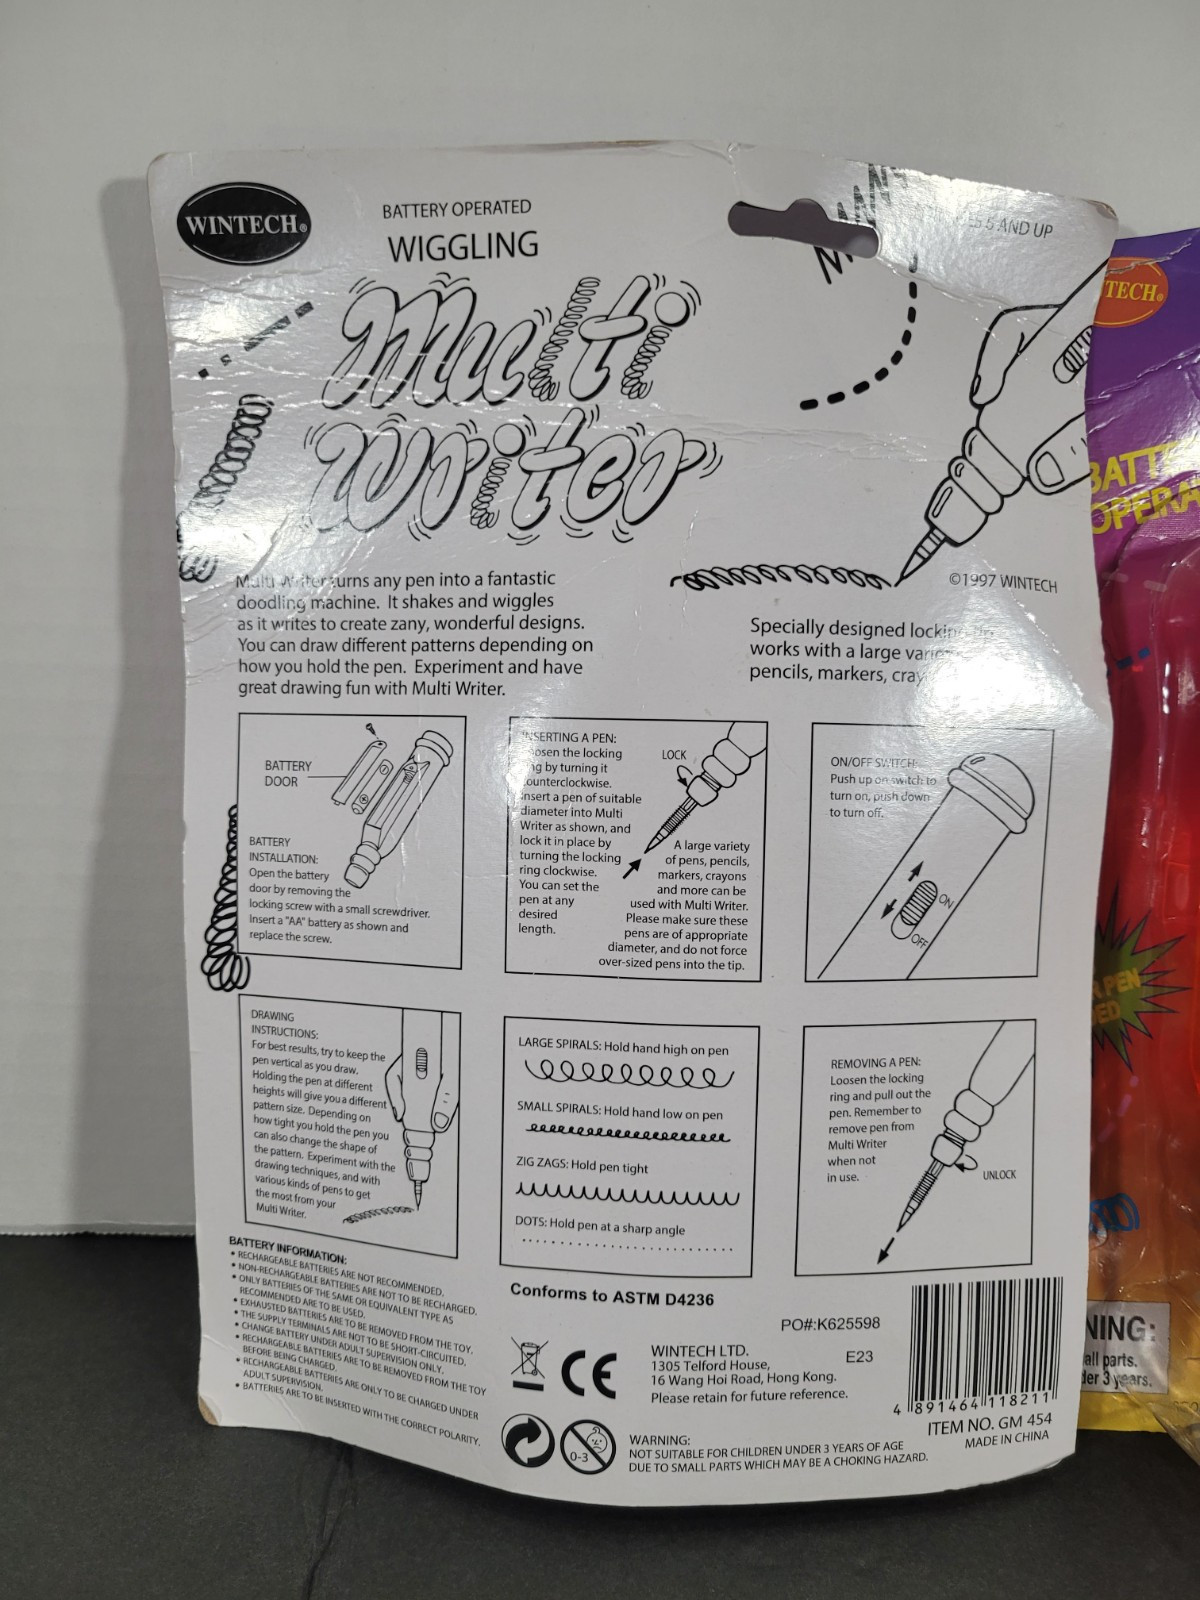 WINTECH®
BATTERY OPERATED
WIGGLING
Multi
Writer
5 AND UP
©1997 WINTECH
Multi Writer turns any pen into a fantastic
doodling machine. It shakes and wiggles
as it writes to create zany, wonderful designs.
You can draw different patterns depending on
how you hold the pen. Experiment and have
great drawing fun with Multi Writer.
Specially designed locking
works with a large
pencils, markers,
BATTERY
DOOR
BATTERY
INSTALLATION:
Open the battery
door by removing the
locking screw with a small screwdriver.
Insert a "AA" battery as shown and
replace the screw.
INSERTING A PEN:
Loosen the locking
ring by turning it
counterclockwise.
Insert a pen of suitable
diameter into Multi
Writer as shown, and
lock it in place by
turning the locking
ring clockwise.
You can set the
pen at any
desired
length.
LOCK
A large variety
of pens, pencils,
markers, crayons
and more can be
used with Multi Writer.
Please make sure these
pens are of appropriate
diameter, and do not force
over-sized pens into the tip.
ON/OFF SWITCH:
Push up on switch to
turn on, push down
to turn off.
ON
OFF
DRAWING
INSTRUCTIONS:
For best results, try to keep the
pen vertical as you draw.
Holding the pen at different
heights will give you a different
pattern size. Depending on
how tight you hold the pen you
can also change the shape of
the pattern. Experiment with the
drawing techniques, and with
various kinds of pens to get
the most from your
Multi Writer.
LARGE SPIRALS: Hold hand high on pen
SMALL SPIRALS: Hold hand low on pen
ZIG ZAGS: Hold pen tight
DOTS: Hold pen at a sharp angle
REMOVING A PEN:
Loosen the locking
ring and pull out the
pen. Remember to
remove pen from
Multi Writer
when not
in use.
UNLOCK
BATTERY INFORMATION:
• RECHARGEABLE BATTERIES ARE NOT RECOMMENDED.
• NON-RECHARGEABLE BATTERIES ARE NOT TO BE RECHARGED.
• ONLY BATTERIES OF THE SAME OR EQUIVALENT TYPE AS
RECOMMENDED ARE TO BE USED.
• EXHAUSTED BATTERIES ARE TO BE REMOVED FROM THE TOY.
• THE SUPPLY TERMINALS ARE NOT TO BE SHORT-CIRCUITED.
• CHANGE BATTERY UNDER ADULT SUPERVISION ONLY.
• RECHARGEABLE BATTERIES ARE TO BE REMOVED FROM THE TOY
BEFORE BEING CHARGED.
• RECHARGEABLE BATTERIES ARE ONLY TO BE CHARGED UNDER
ADULT SUPERVISION.
• BATTERIES ARE TO BE INSERTED WITH THE CORRECT POLARITY.
Conforms to ASTM D4236
PO#:K625598
CE
WINTECH LTD.
1305 Telford House,
16 Wang Hoi Road, Hong Kong.
Please retain for future reference.
E23
4 891464 118211
ITEM NO. GM 454
MADE IN CHINA
0-3
WARNING:
NOT SUITABLE FOR CHILDREN UNDER 3 YEARS OF AGE
DUE TO SMALL PARTS WHICH MAY BE A CHOKING HAZARD.
TECH®
BATT
OPERA
PEN
ED
NING:
all parts.
der 3 years.